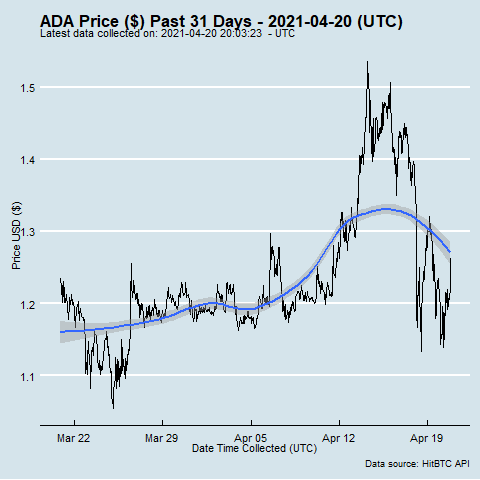 ADA Price ($) Past 31 Days - 2021-04-20 (UTC)
Latest data collected on: 2021-04-20 20:03:23 - UTC
Price USD ($)
1.5
1.4
1.3
1.2
1.1
Mar 22 Mar 29 Apr 05 Apr 12 Apr 19
Date Time Collected (UTC)
Data source: HitBTC API